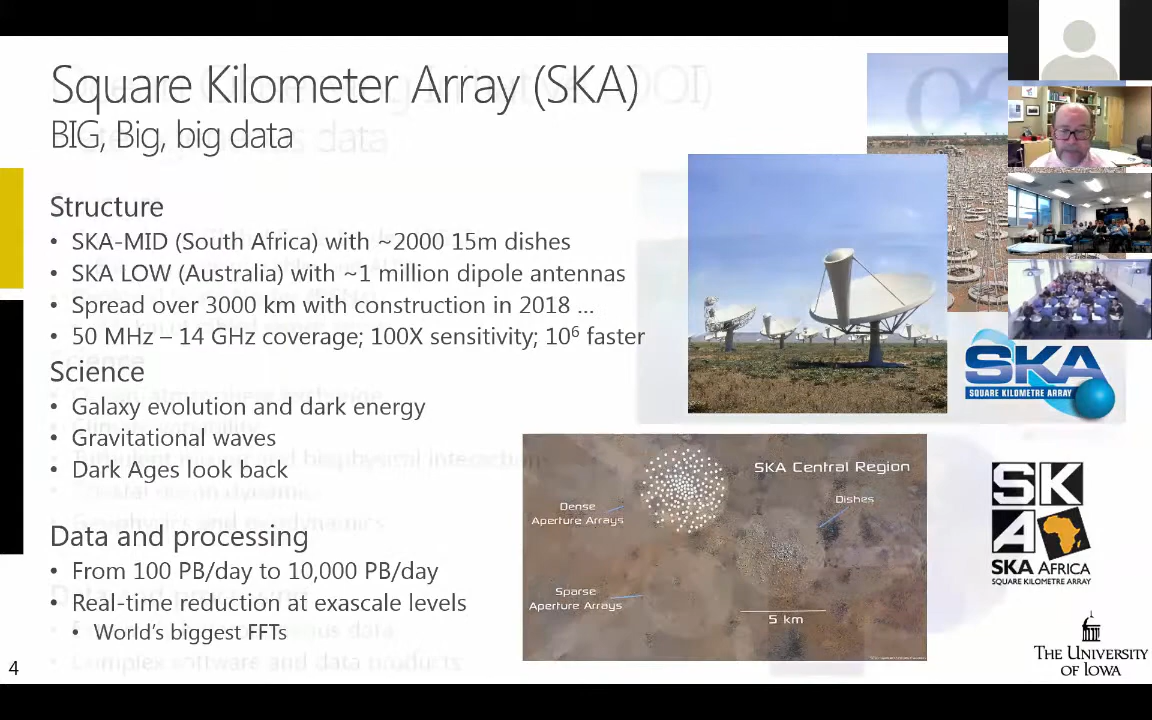 Square Kilometer Array (SKA)
BIG, Big, big data
Structure
• SKA-MID (South Africa) with ~2000 15m dishes
• SKA LOW (Australia) with ~1 million dipole antennas
• Spread over 3000 km with construction in 2018 ...
• 50 MHz – 14 GHz coverage; 100X sensitivity; 10⁶ faster
Science
• Galaxy evolution and dark energy
• Gravitational waves
• Dark Ages look back
Data and processing
• From 100 PB/day to 10,000 PB/day
• Real-time reduction at exascale levels
• World's biggest FFTs
4
SKA
SQUARE KILOMETRE ARRAY
SKA Central Region
Dense
Aperture Arrays
Dishes
Sparse
Aperture Arrays
5 km
SK
A
SKA AFRICA
SQUARE KILOMETRE ARRAY
THE UNIVERSITY
OF IOWA